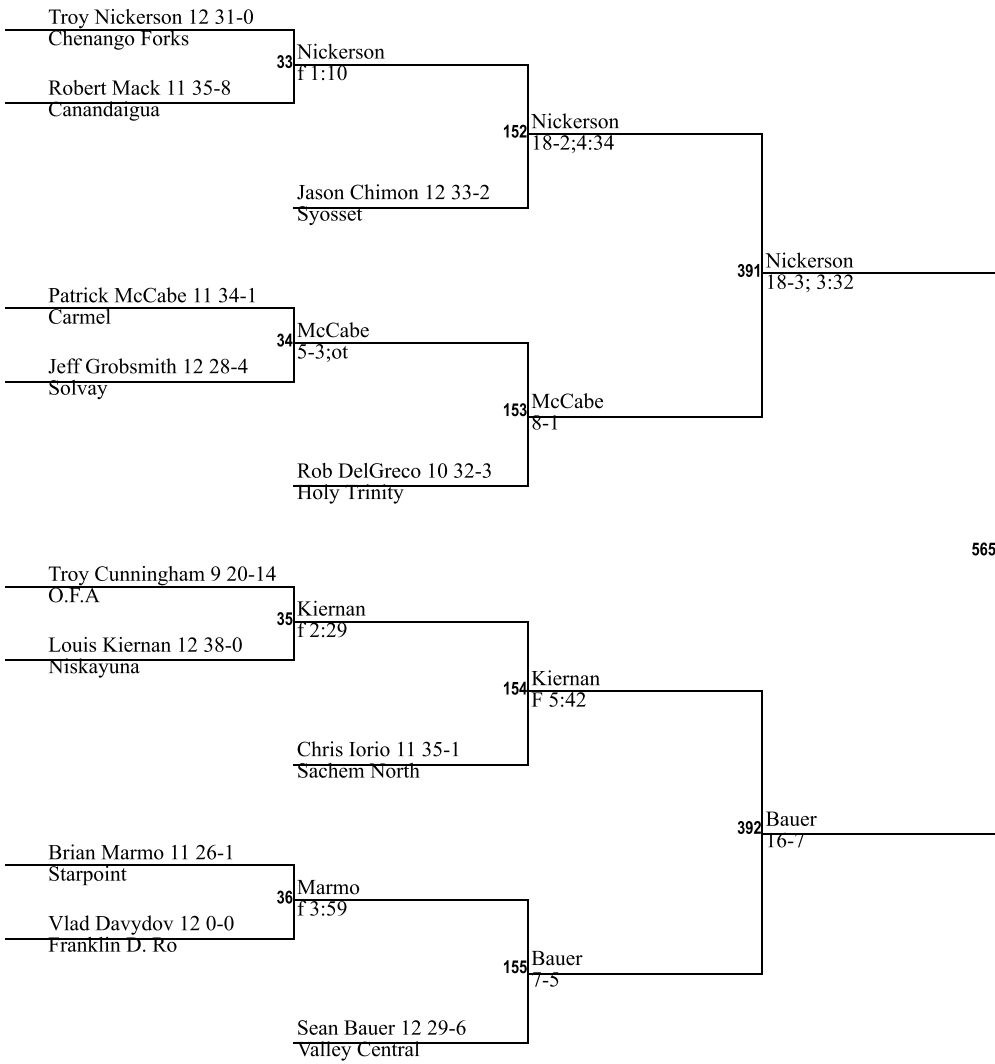 Troy Nickerson 12 31-0
Chenango Forks
33
Nickerson
f 1:10
Robert Mack 11 35-8
Canandaigua
152
Nickerson
18-2;4:34
Jason Chimon 12 33-2
Syosset
391
Nickerson
18-3; 3:32
Patrick McCabe 11 34-1
Carmel
34
McCabe
5-3;ot
Jeff Grobsmith 12 28-4
Solvay
153
McCabe
8-1
Rob DelGreco 10 32-3
Holy Trinity
565
Troy Cunningham 9 20-14
O.F.A
35
Kiernan
f 2:29
Louis Kiernan 12 38-0
Niskayuna
154
Kiernan
F 5:42
Chris Iorio 11 35-1
Sachem North
392
Bauer
16-7
Brian Marmo 11 26-1
Starpoint
36
Marmo
f 3:59
Vlad Davydov 12 0-0
Franklin D. Ro
155
Bauer
7-5
Sean Bauer 12 29-6
Valley Central